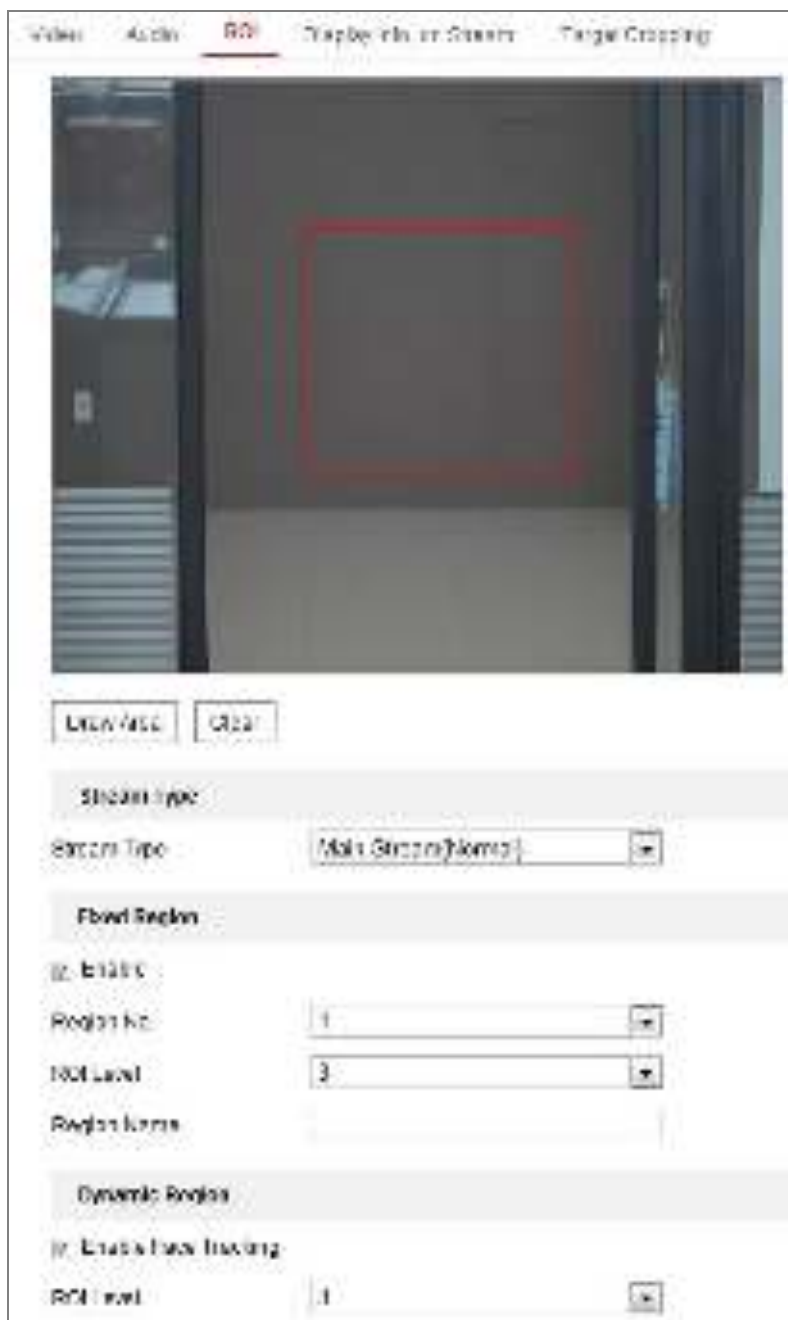 Video Audio ROI Display Info. on Stream Target Cropping
Draw Area Clear
Stream Type
Stream Type Main Stream(Normal)
Fixed Region
Enable
Region No. 1
ROI Level 3
Region Name
Dynamic Region
Enable Face Tracking
ROI Level